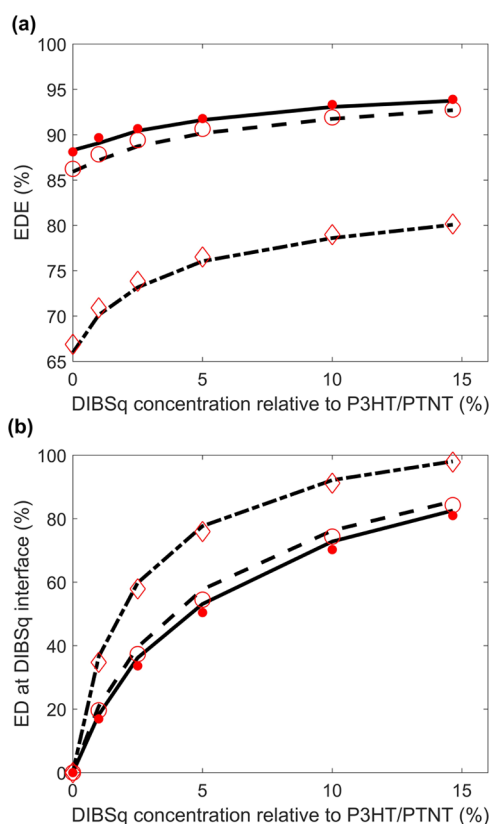 (a)
100
95
90
85
80
75
70
65
EDE (%)
0 5 10 15
DIBSq concentration relative to P3HT/PTNT (%)
(b)
100
80
60
40
20
0
ED at DIBSq interface (%)
0 5 10 15
DIBSq concentration relative to P3HT/PTNT (%)